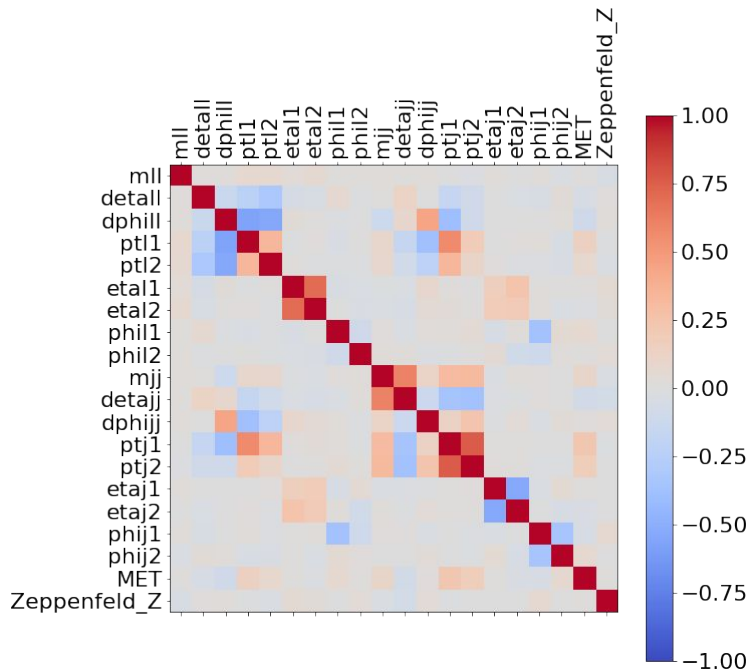 mll
detall
dphill
ptl1
ptl2
etal1
etal2
phil1
phil2
mjj
detajj
dphijj
ptj1
ptj2
etaj1
etaj2
phij1
phij2
MET
Zeppenfeld_Z
mll
detall
dphill
ptl1
ptl2
etal1
etal2
phil1
phil2
mjj
detajj
dphijj
ptj1
ptj2
etaj1
etaj2
phij1
phij2
MET
Zeppenfeld_Z
1.00
0.75
0.50
0.25
0.00
−0.25
−0.50
−0.75
−1.00